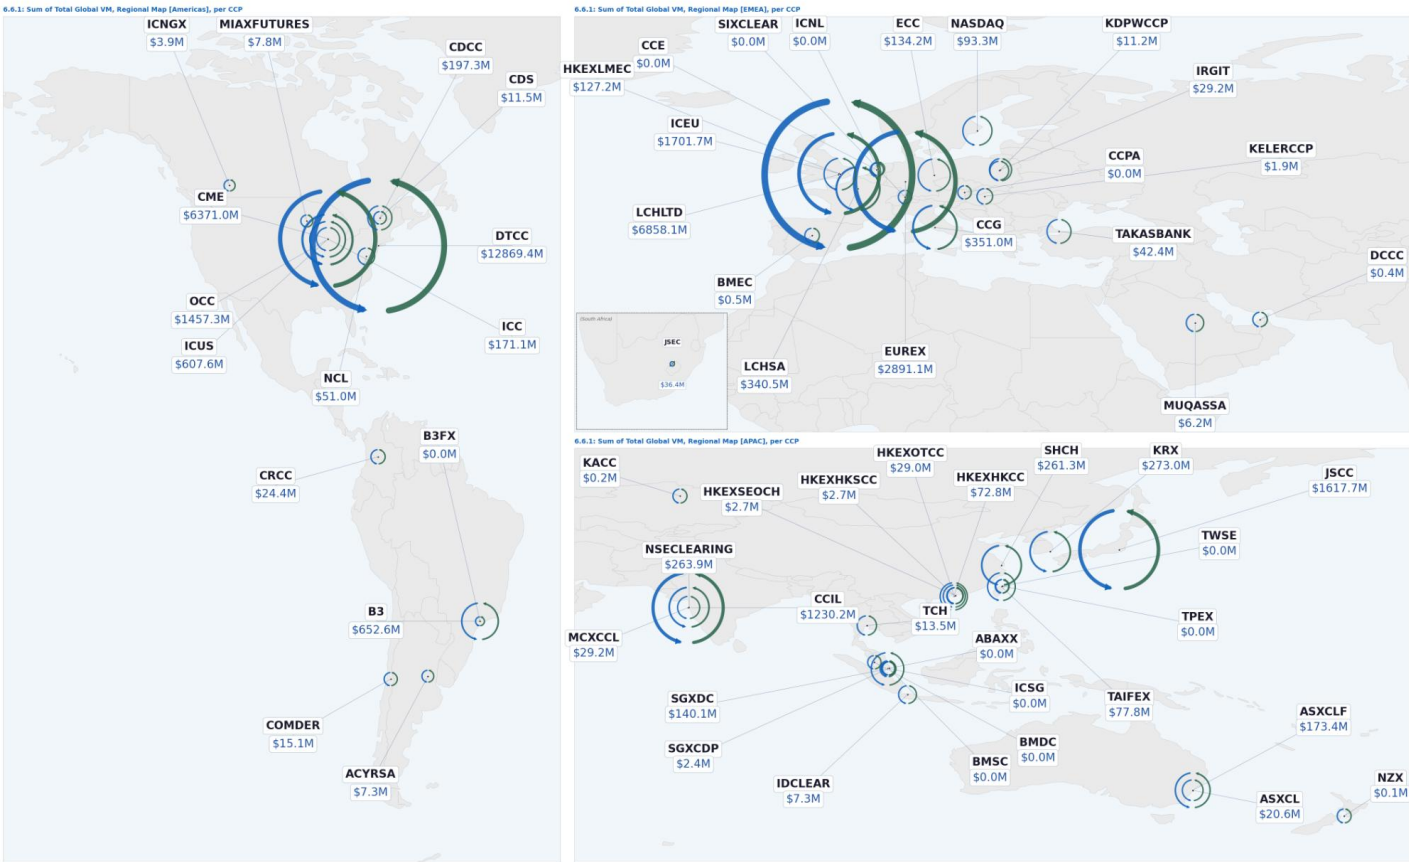 6.6.1: Sum of Total Global VM, Regional Map [Americas], per CCP
ICNGX
$3.9M
MIAXFUTURES
$7.8M
CDCC
$197.3M
CDS
$11.5M
CME
$6371.0M
DTCC
$12869.4M
OCC
$1457.3M
ICUS
$607.6M
ICC
$171.1M
NCL
$51.0M
B3FX
$0.0M
CRCC
$24.4M
B3
$652.6M
COMDER
$15.1M
ACYRSA
$7.3M
6.6.1: Sum of Total Global VM, Regional Map [EMEA], per CCP
SIXCLEAR
$0.0M
ICNL
$0.0M
ECC
$134.2M
NASDAQ
$93.3M
KDPWCCP
$11.2M
CCE
$0.0M
HKEXLMEC
$127.2M
IRGIT
$29.2M
ICEU
$1701.7M
CCPA
$0.0M
KELERCCP
$1.9M
LCHLTD
$6858.1M
CCG
$351.0M
TAKASBANK
$42.4M
DCCC
$0.4M
BMEC
$0.5M
(South Africa)
JSEC
$36.4M
LCHSA
$340.5M
EUREX
$2891.1M
MUQASSA
$6.2M
6.6.1: Sum of Total Global VM, Regional Map [APAC], per CCP
KACC
$0.2M
HKEXSEOCH
$2.7M
HKEXHKSCC
$2.7M
HKEXOTCC
$29.0M
HKEXHKCC
$72.8M
SHCH
$261.3M
KRX
$273.0M
JSCC
$1617.7M
NSECLEARING
$263.9M
TWSE
$0.0M
CCIL
$1230.2M
TCH
$13.5M
TPEX
$0.0M
MCXCCL
$29.2M
ABAXX
$0.0M
SGXDC
$140.1M
ICSG
$0.0M
TAIFEX
$77.8M
ASXCLF
$173.4M
SGXCDP
$2.4M
BMDC
$0.0M
BMSC
$0.0M
IDCLEAR
$7.3M
ASXCL
$20.6M
NZX
$0.1M